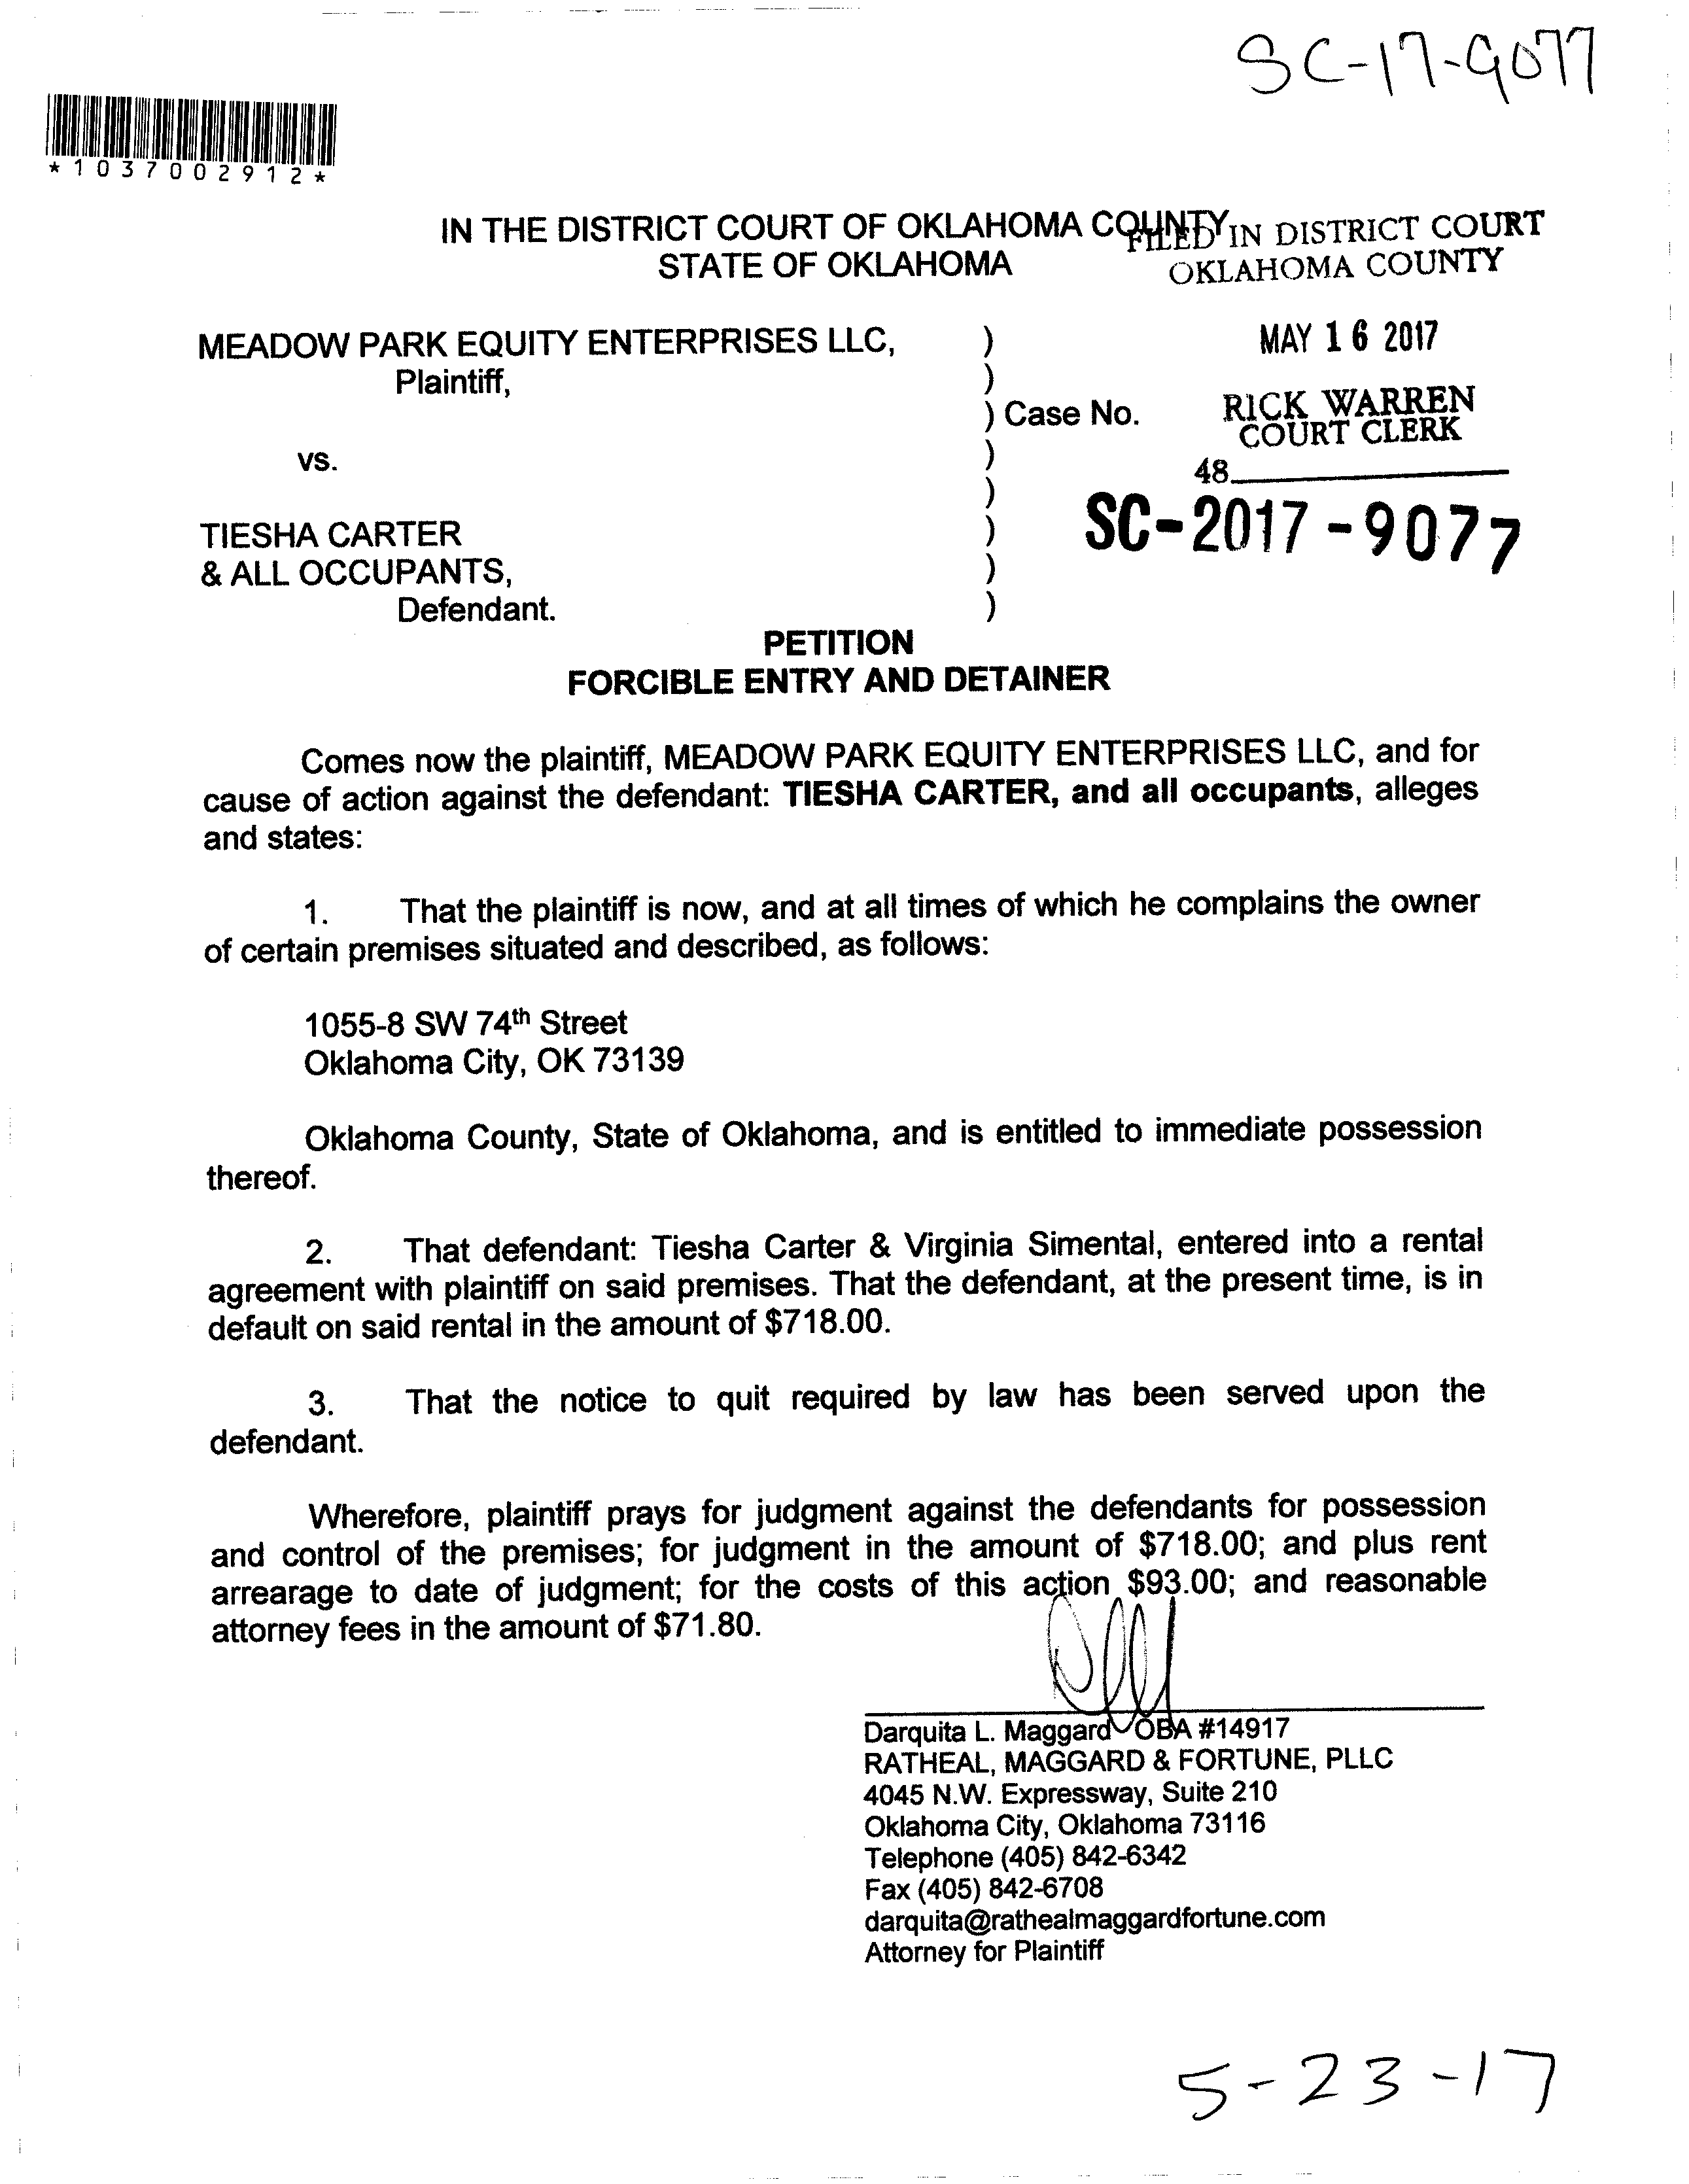 SC-17-9077
*1037002912*
IN THE DISTRICT COURT OF OKLAHOMA COUNTY
STATE OF OKLAHOMA
FILED IN DISTRICT COURT
OKLAHOMA COUNTY
MEADOW PARK EQUITY ENTERPRISES LLC, )
Plaintiff, )
MAY 16 2017
) Case No.
RICK WARREN
COURT CLERK
vs. )
48
)
SC-2017-9077
TIESHA CARTER )
& ALL OCCUPANTS, )
Defendant. )
PETITION
FORCIBLE ENTRY AND DETAINER
Comes now the plaintiff, MEADOW PARK EQUITY ENTERPRISES LLC, and for
cause of action against the defendant: TIESHA CARTER, and all occupants, alleges
and states:
1. That the plaintiff is now, and at all times of which he complains the owner
of certain premises situated and described, as follows:
1055-8 SW 74th Street
Oklahoma City, OK 73139
Oklahoma County, State of Oklahoma, and is entitled to immediate possession
thereof.
2. That defendant: Tiesha Carter & Virginia Simental, entered into a rental
agreement with plaintiff on said premises. That the defendant, at the present time, is in
default on said rental in the amount of $718.00.
3. That the notice to quit required by law has been served upon the
defendant.
Wherefore, plaintiff prays for judgment against the defendants for possession
and control of the premises; for judgment in the amount of $718.00; and plus rent
arrearage to date of judgment; for the costs of this action $93.00; and reasonable
attorney fees in the amount of $71.80.
Darquita L. Maggard OBA #14917
RATHEAL, MAGGARD & FORTUNE, PLLC
4045 N.W. Expressway, Suite 210
Oklahoma City, Oklahoma 73116
Telephone (405) 842-6342
Fax (405) 842-6708
darquita@rathealmaggardfortune.com
Attorney for Plaintiff
5-23-17